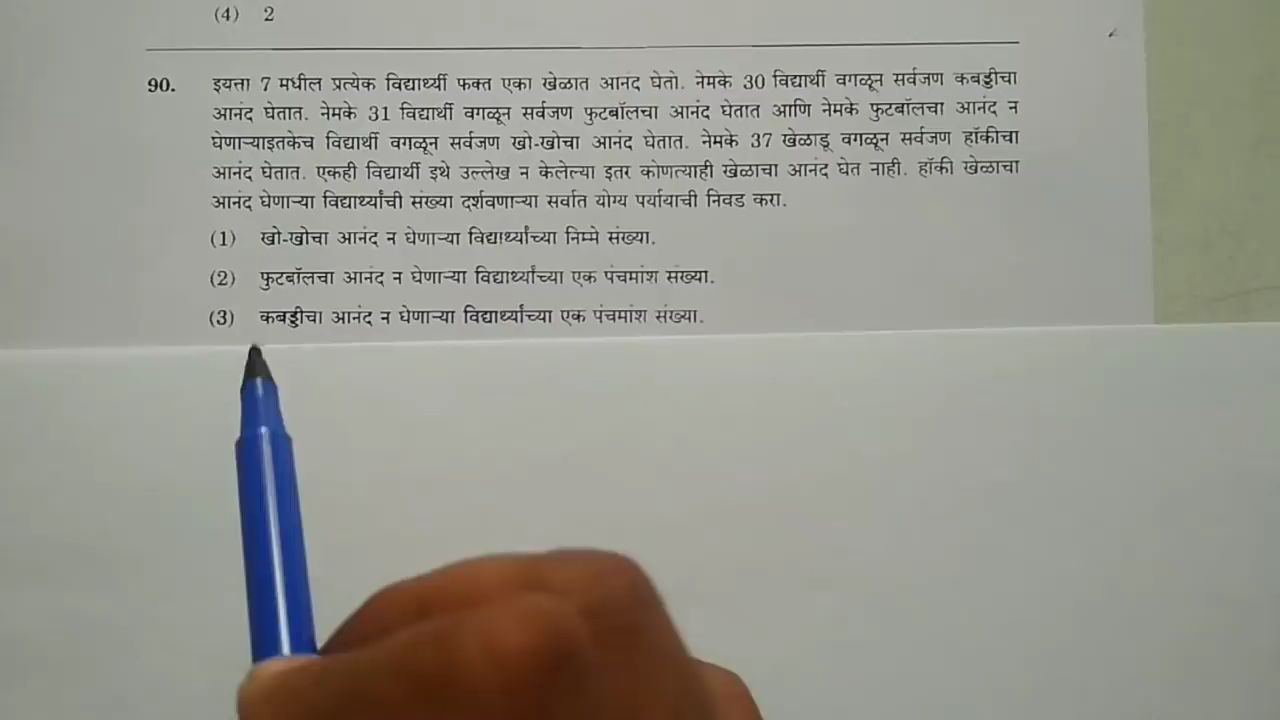 (4) 2
90. इयत्ता 7 मधील प्रत्येक विद्यार्थ्यी फक्त एका खेळात आनंद घेतो. नेमके 30 विद्यार्थी वगळून सर्वजण कबड्डीचा
आनंद घेतात. नेमके 31 विद्यार्थी वगळून सर्वजण फुटबॉलचा आनंद घेतात आणि नेमके फुटबॉलचा आनंद न
घेणाऱ्याइतकेच विद्यार्थी वगळून सर्वजण खो-खोचा आनंद घेतात. नेमके 37 खेळाडू वगळून सर्वजण हॉकीचा
आनंद घेतात. एकही विद्यार्थी इथे उल्लेख न केलेल्या इतर कोणत्याही खेळाचा आनंद घेत नाही. हॉकी खेळाचा
आनंद घेणाऱ्या विद्यार्थ्यांची संख्या दर्शवणाऱ्या सर्वात योग्य पर्यायाची निवड करा.
(1) खो-खोचा आनंद न घेणाऱ्या विद्यार्थ्यांच्या निम्मे संख्या.
(2) फुटबॉलचा आनंद न घेणाऱ्या विद्यार्थ्यांच्या एक पंचमांश संख्या.
(3) कबड्डीचा आनंद न घेणाऱ्या विद्यार्थ्यांच्या एक पंचमांश संख्या.